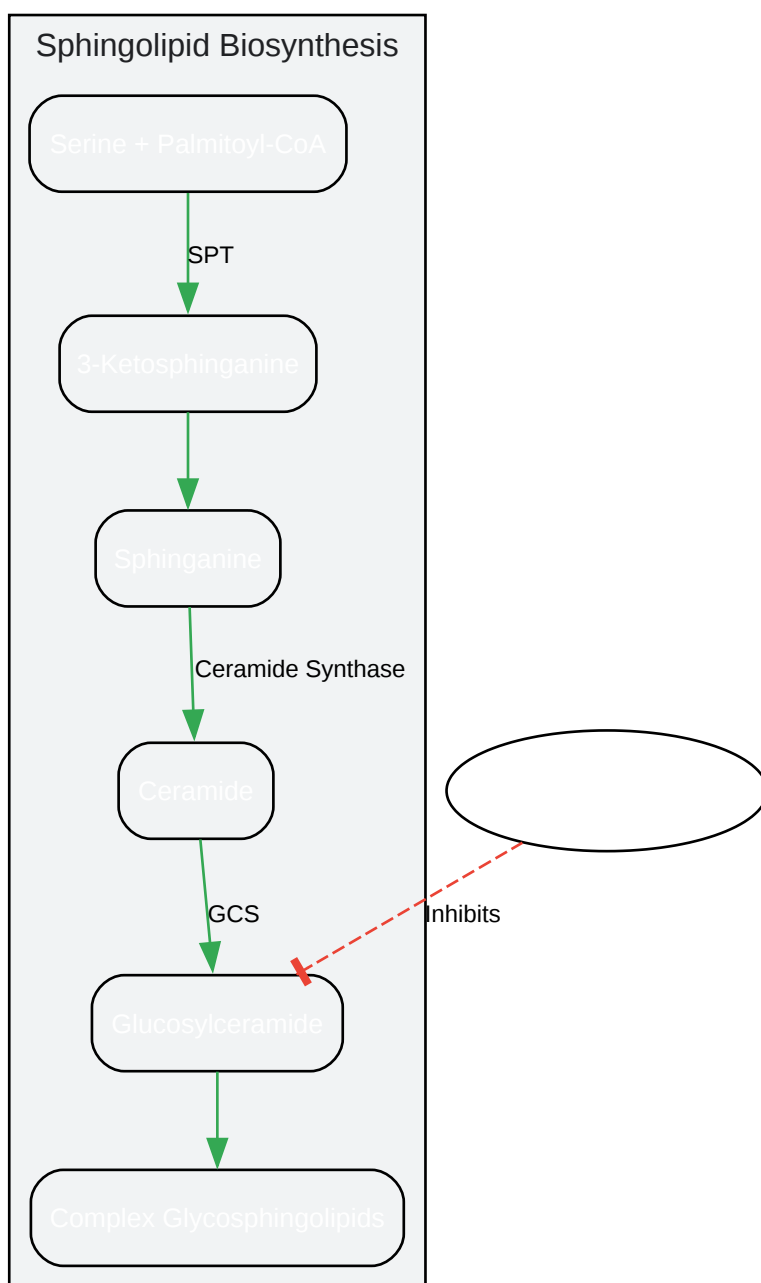 Sphingolipid Biosynthesis
Serine + Palmitoyl-CoA
SPT
3-Ketosphinganine
Sphinganine
Ceramide Synthase
Ceramide
GCS
Inhibits
Glucosylceramide
Complex Glycosphingolipids